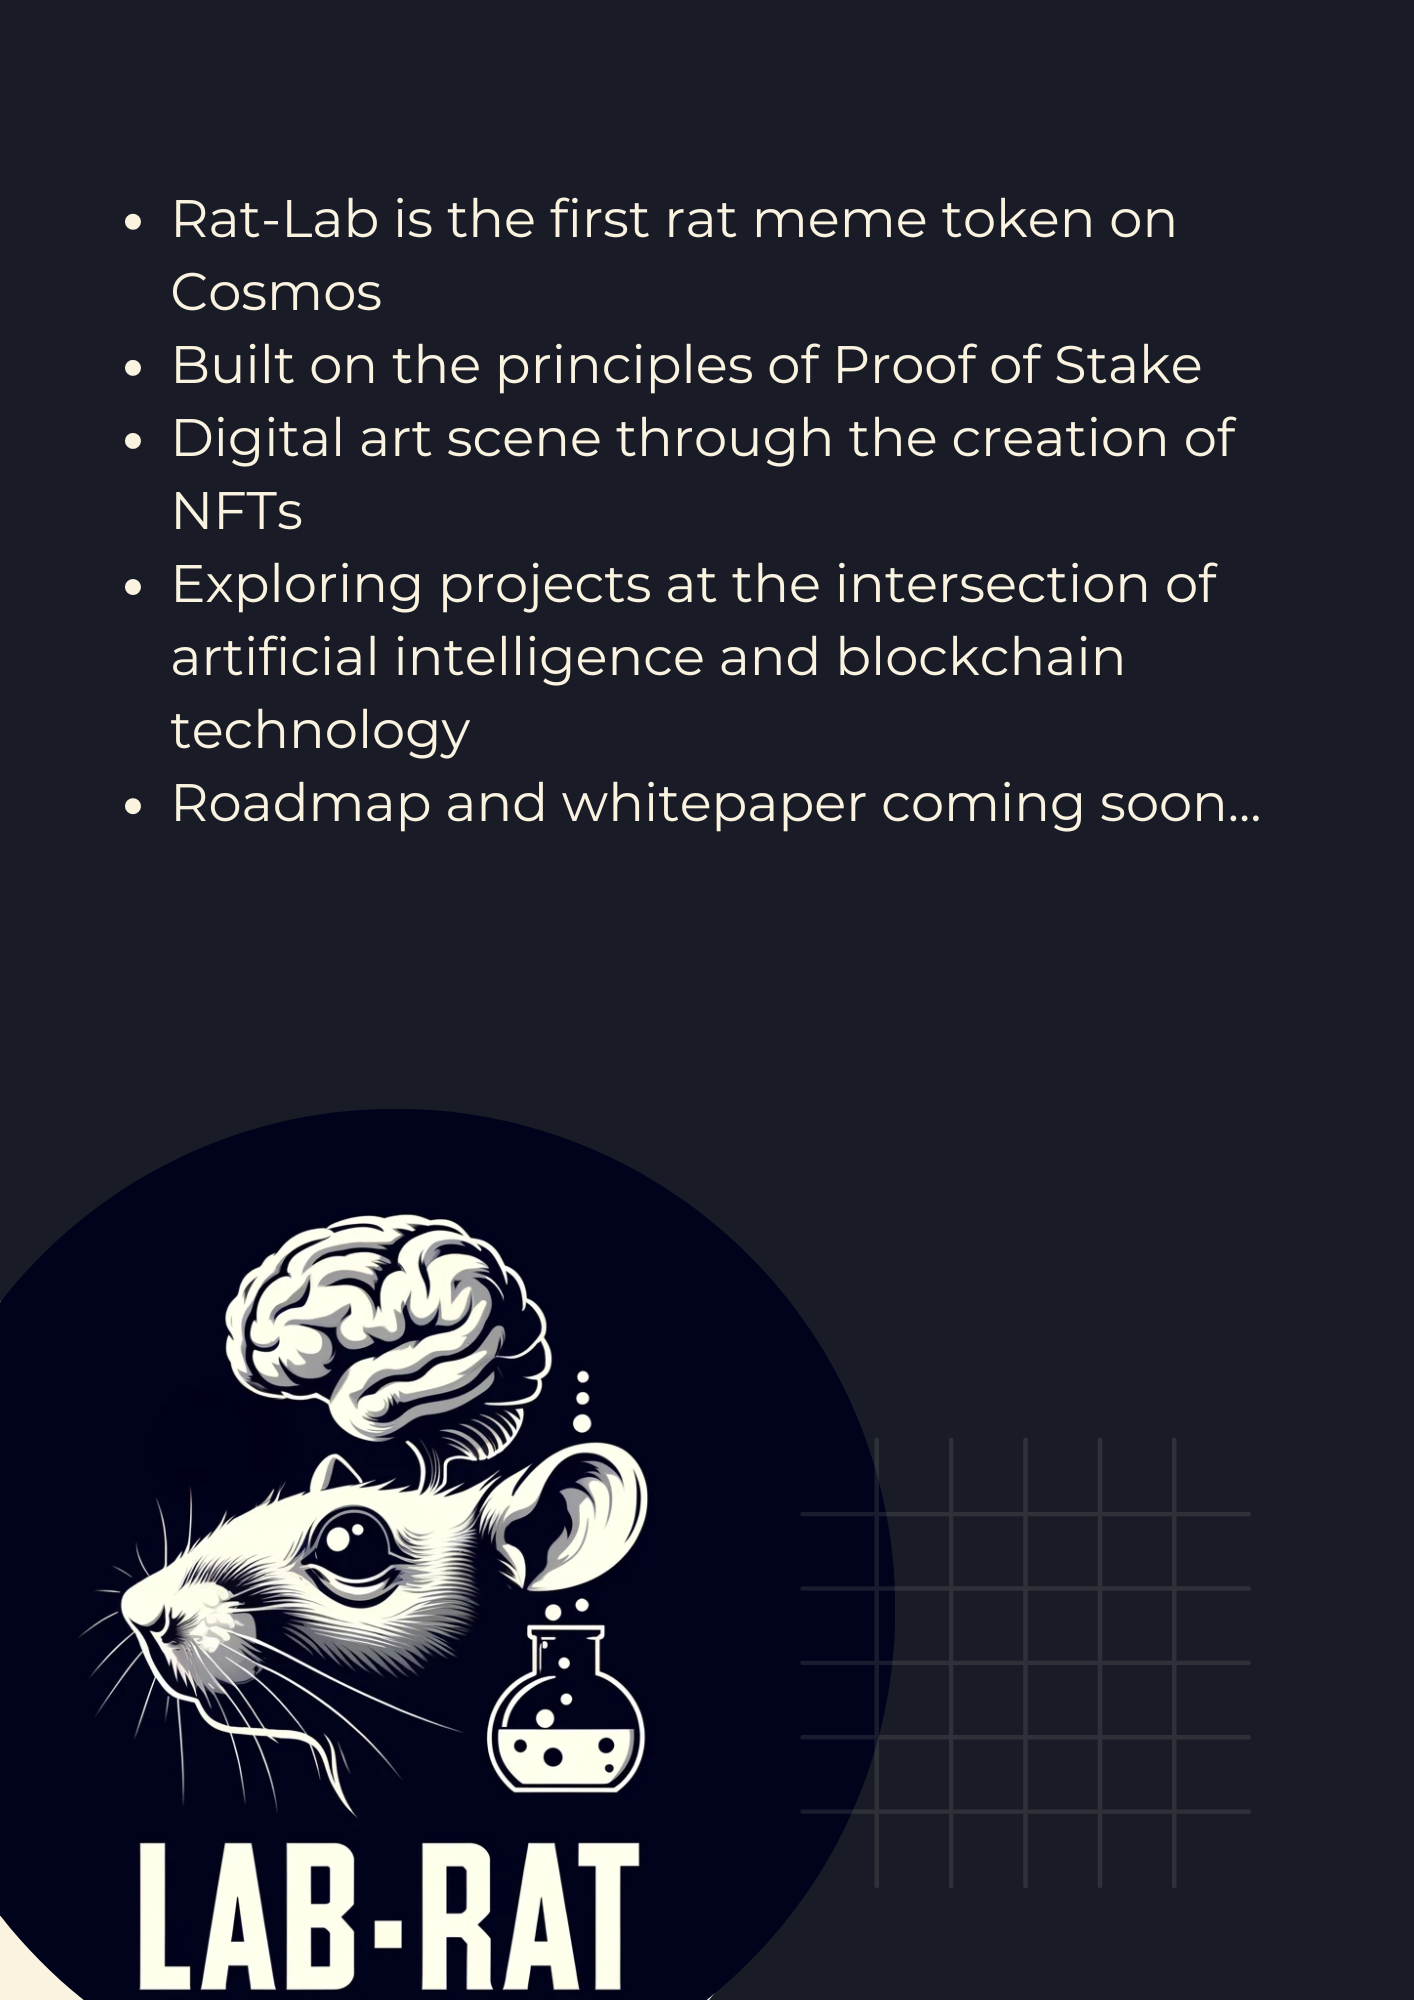 • Rat-Lab is the first rat meme token on
Cosmos
• Built on the principles of Proof of Stake
• Digital art scene through the creation of
NFTs
• Exploring projects at the intersection of
artificial intelligence and blockchain
technology
• Roadmap and whitepaper coming soon...
LAB-RAT